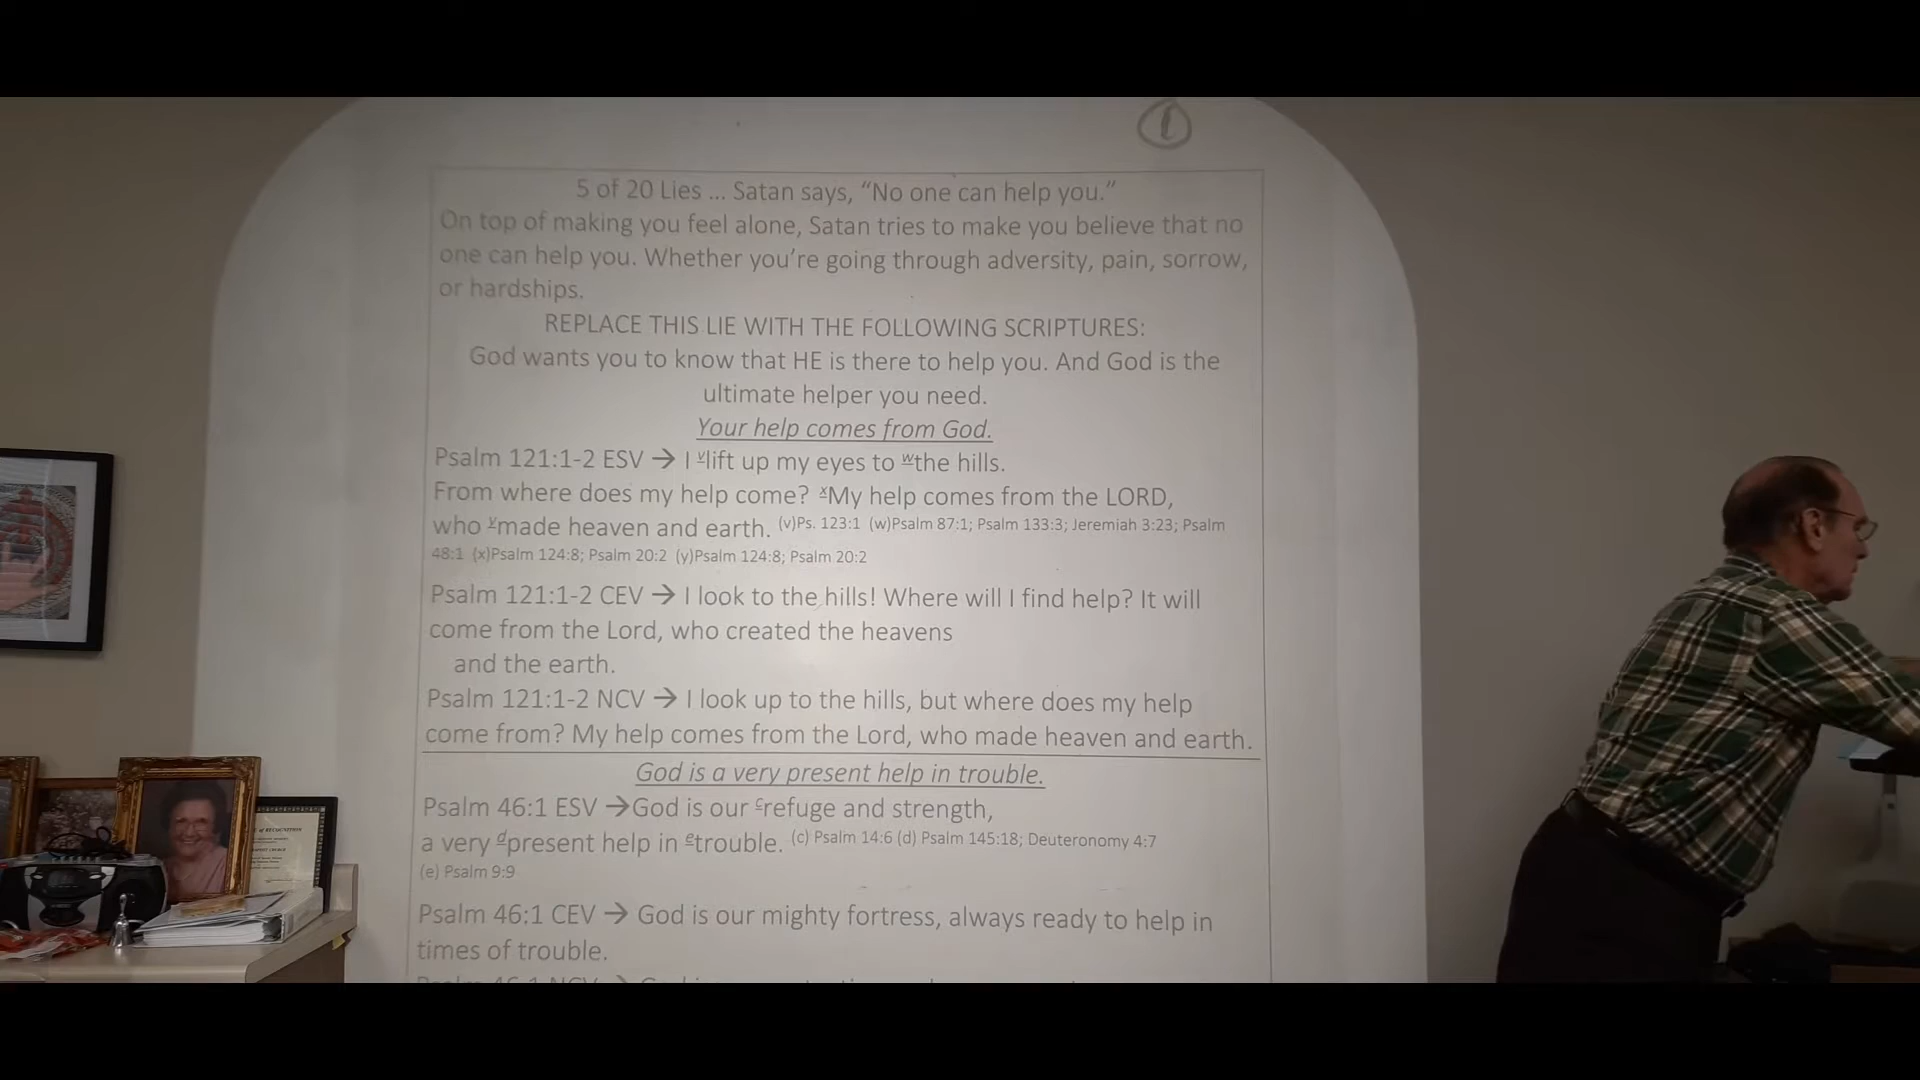 1
5 of 20 Lies ... Satan says, “No one can help you.”
On top of making you feel alone, Satan tries to make you believe that no
one can help you. Whether you’re going through adversity, pain, sorrow,
or hardships.
REPLACE THIS LIE WITH THE FOLLOWING SCRIPTURES:
God wants you to know that HE is there to help you. And God is the
ultimate helper you need.
Your help comes from God.
Psalm 121:1-2 ESV → I vlift up my eyes to wthe hills.
From where does my help come? xMy help comes from the LORD,
who ymade heaven and earth. (v)Ps. 123:1 (w)Psalm 87:1; Psalm 133:3; Jeremiah 3:23; Psalm
48:1 (x)Psalm 124:8; Psalm 20:2 (y)Psalm 124:8; Psalm 20:2
Psalm 121:1-2 CEV → I look to the hills! Where will I find help? It will
come from the Lord, who created the heavens
and the earth.
Psalm 121:1-2 NCV → I look up to the hills, but where does my help
come from? My help comes from the Lord, who made heaven and earth.
God is a very present help in trouble.
Psalm 46:1 ESV →God is our crefuge and strength,
a very dpresent help in etrouble. (c) Psalm 14:6 (d) Psalm 145:18; Deuteronomy 4:7
(e) Psalm 9:9
Psalm 46:1 CEV → God is our mighty fortress, always ready to help in
times of trouble.
of RECOGNITION